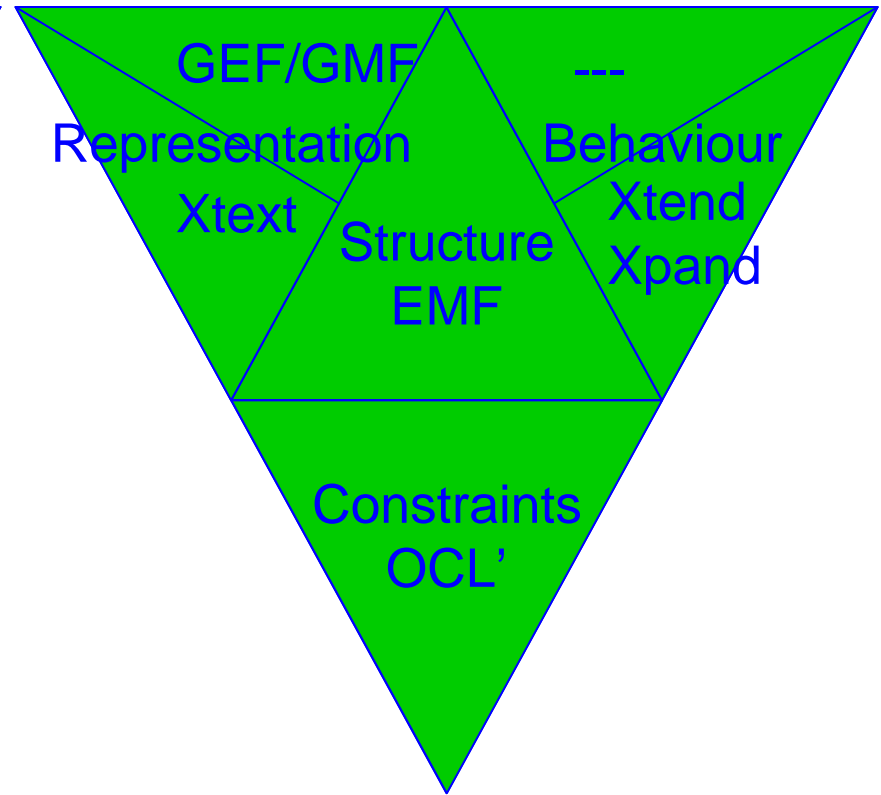 GEF/GMF
---
Representation
Behaviour
Xtext
Xtend
Xpand
Structure
EMF
Constraints
OCL’